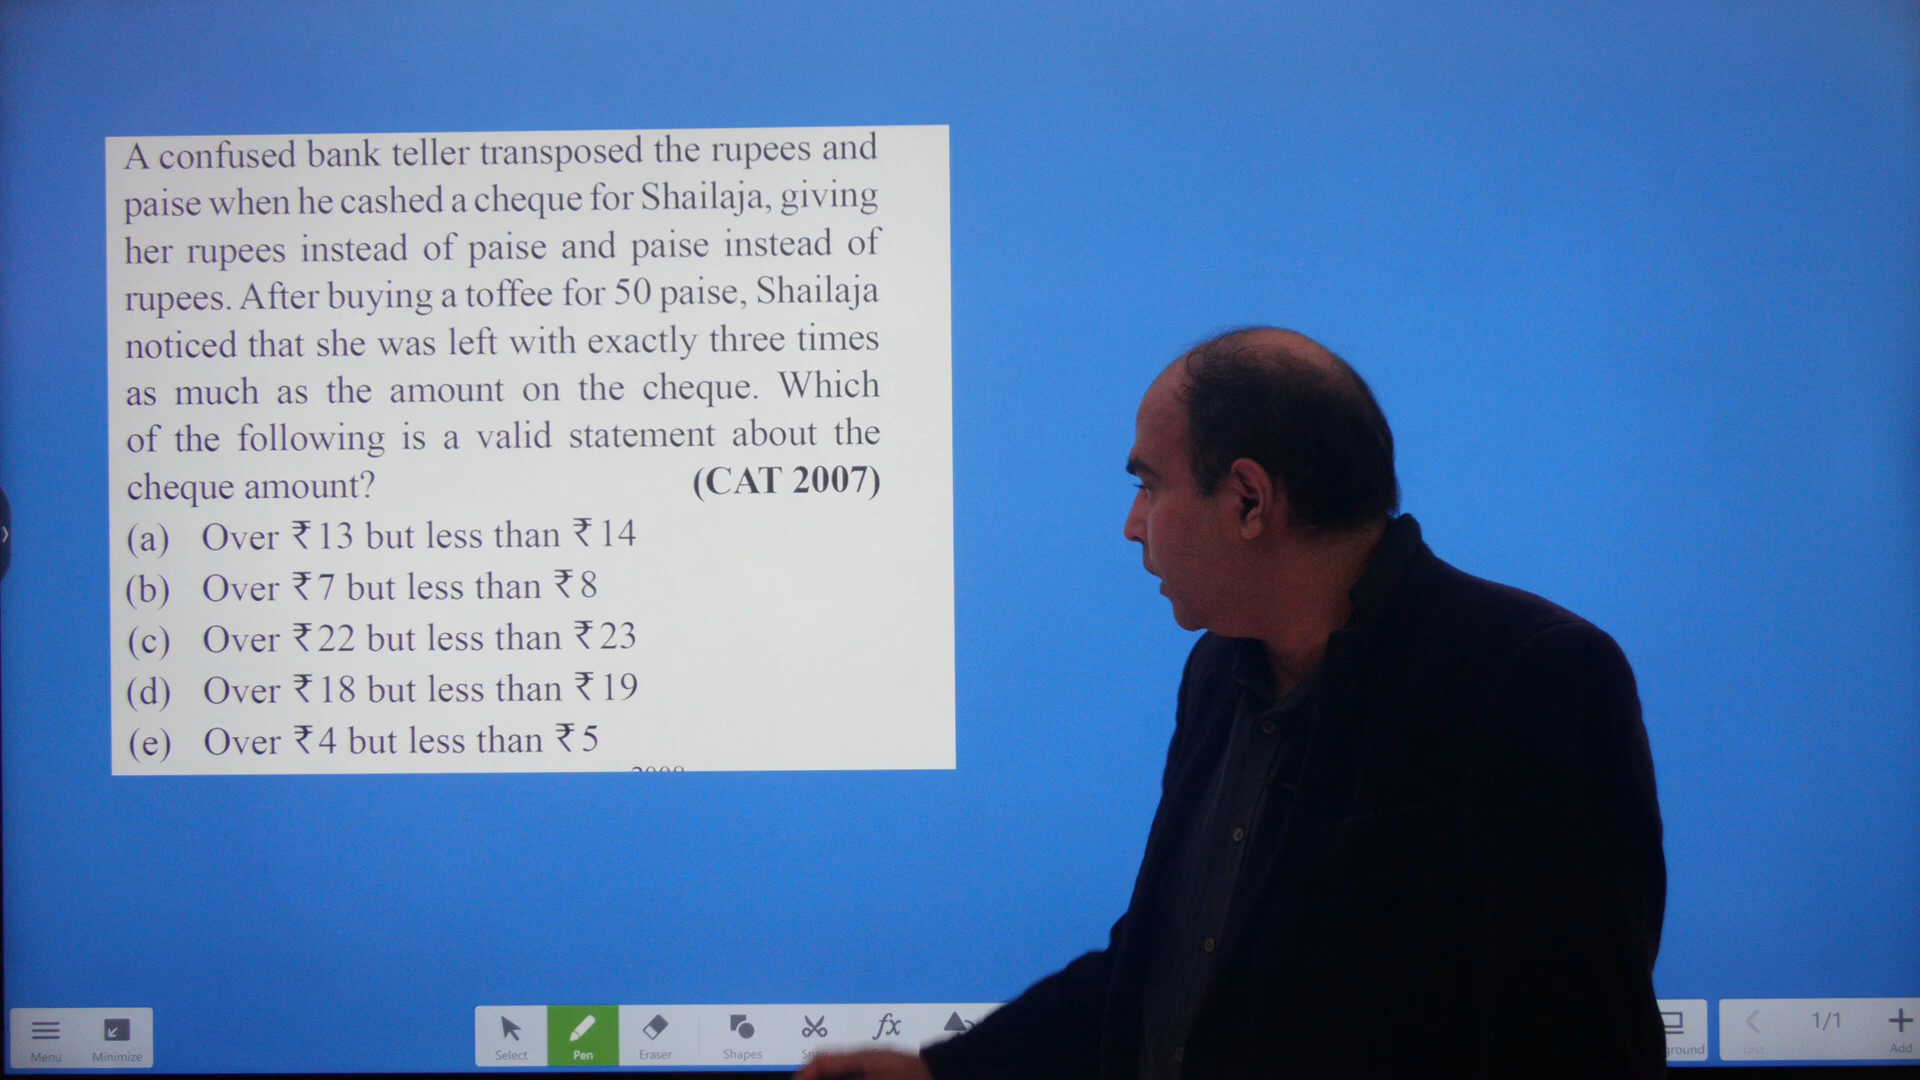 A confused bank teller transposed the rupees and
paise when he cashed a cheque for Shailaja, giving
her rupees instead of paise and paise instead of
rupees. After buying a toffee for 50 paise, Shailaja
noticed that she was left with exactly three times
as much as the amount on the cheque. Which
of the following is a valid statement about the
cheque amount? (CAT 2007)
(a) Over ₹ 13 but less than ₹ 14
(b) Over ₹ 7 but less than ₹ 8
(c) Over ₹ 22 but less than ₹ 23
(d) Over ₹ 18 but less than ₹ 19
(e) Over ₹ 4 but less than ₹ 5
Menu Minimize Select Pen Eraser Shapes fx 1/1 Add